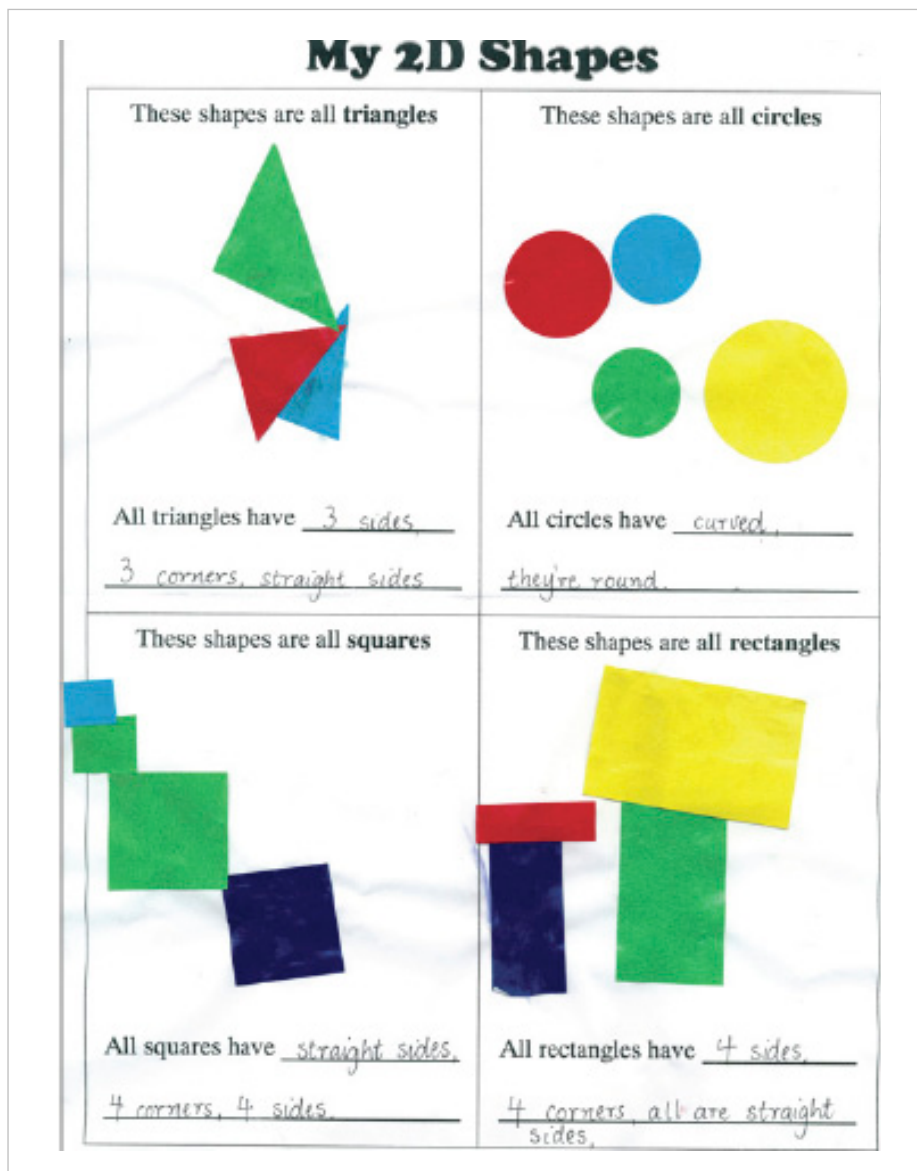 My 2D Shapes
These shapes are all triangles
All triangles have 3 sides,
3 corners, straight sides
These shapes are all circles
All circles have curved,
they're round.
These shapes are all squares
All squares have straight sides,
4 corners, 4 sides.
These shapes are all rectangles
All rectangles have 4 sides,
4 corners, all are straight
sides,